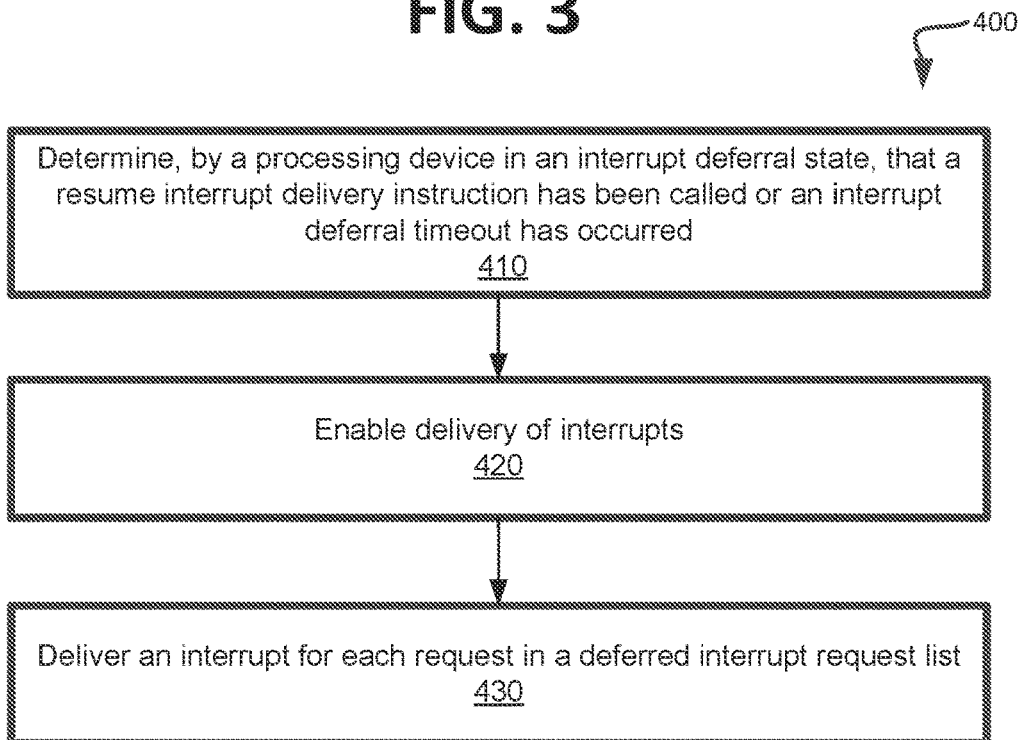 FIG. 3
400
Determine, by a processing device in an interrupt deferral state, that a
resume interrupt delivery instruction has been called or an interrupt
deferral timeout has occurred
410
Enable delivery of interrupts
420
Deliver an interrupt for each request in a deferred interrupt request list
430